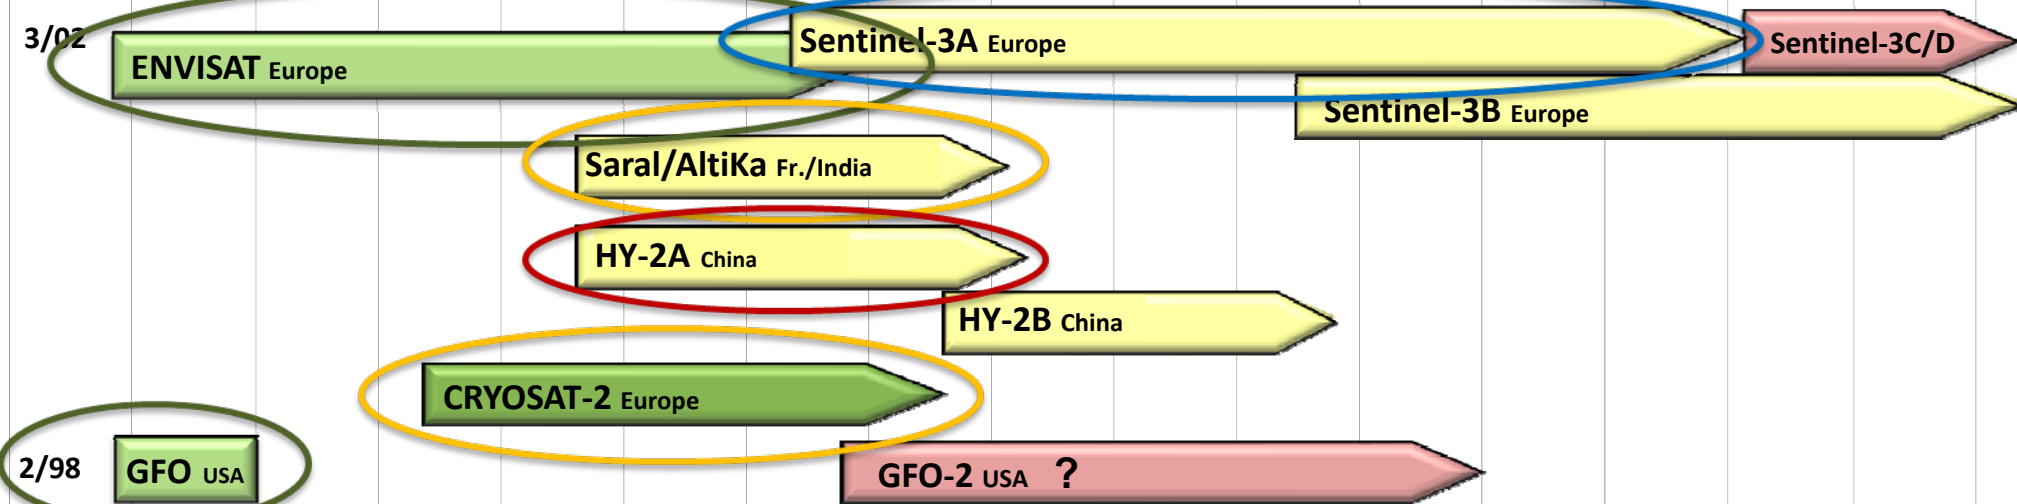 3/02
ENVISAT Europe
Sentinel-3A Europe
Sentinel-3C/D
Sentinel-3B Europe
Saral/AltiKa Fr./India
HY-2A China
HY-2B China
CRYOSAT-2 Europe
2/98
GFO USA
GFO-2 USA ?